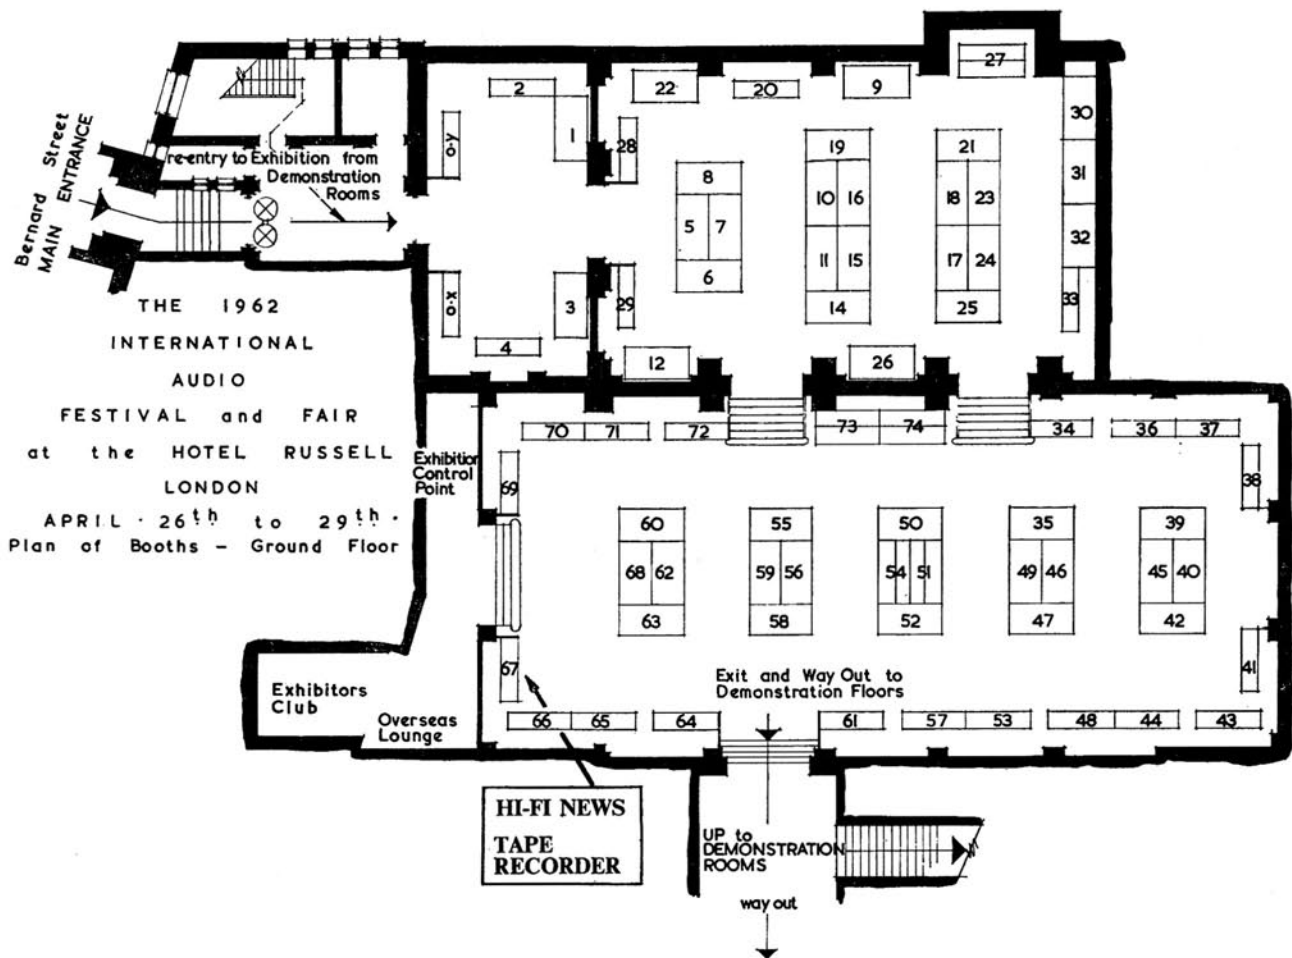 Bernard Street
MAIN ENTRANCE
re-entry to Exhibition from
Demonstration
Rooms
THE 1962
INTERNATIONAL
AUDIO
FESTIVAL and FAIR
at the HOTEL RUSSELL
LONDON
APRIL · 26th to 29th ·
Plan of Booths – Ground Floor
o-y
2
1
o-x
3
4
22
20
9
27
28
8
5 7
6
29
12
19
10 16
11 15
14
26
21
18 23
17 24
25
30
31
32
33
Exhibition
Control
Point
70 71
72
73 74
34
36 37
38
69
60
68 62
63
55
59 56
58
50
54 51
52
35
49 46
47
39
45 40
42
67
41
66 65
64
61
57 53
48 44
43
Exit and Way Out to
Demonstration Floors
Exhibitors
Club
Overseas
Lounge
HI-FI NEWS
TAPE
RECORDER
UP to
DEMONSTRATION
ROOMS
way out